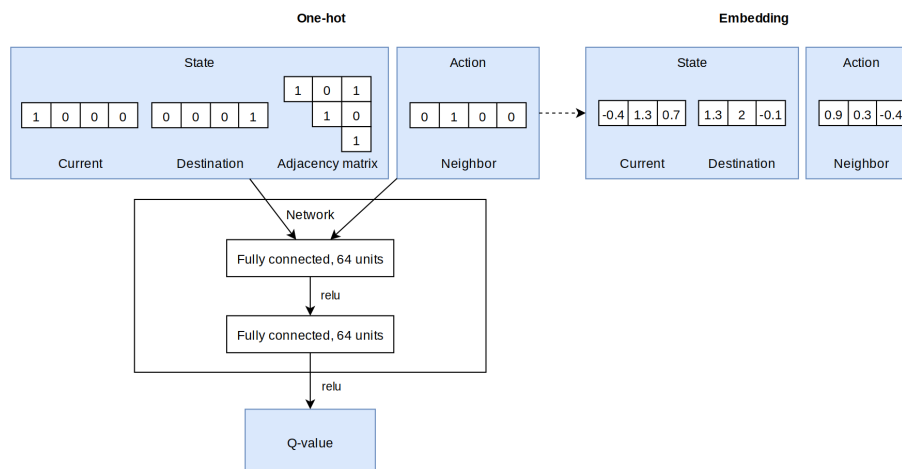 One-hot
Embedding
State
Action
State
Action
1 0 1
1 0 0 0
0 0 0 1
1 0
0 1 0 0
-0.4 1.3 0.7
1.3 2 -0.1
0.9 0.3 -0.4
1
Current
Destination
Adjacency matrix
Neighbor
Current
Destination
Neighbor
Network
Fully connected, 64 units
relu
Fully connected, 64 units
relu
Q-value